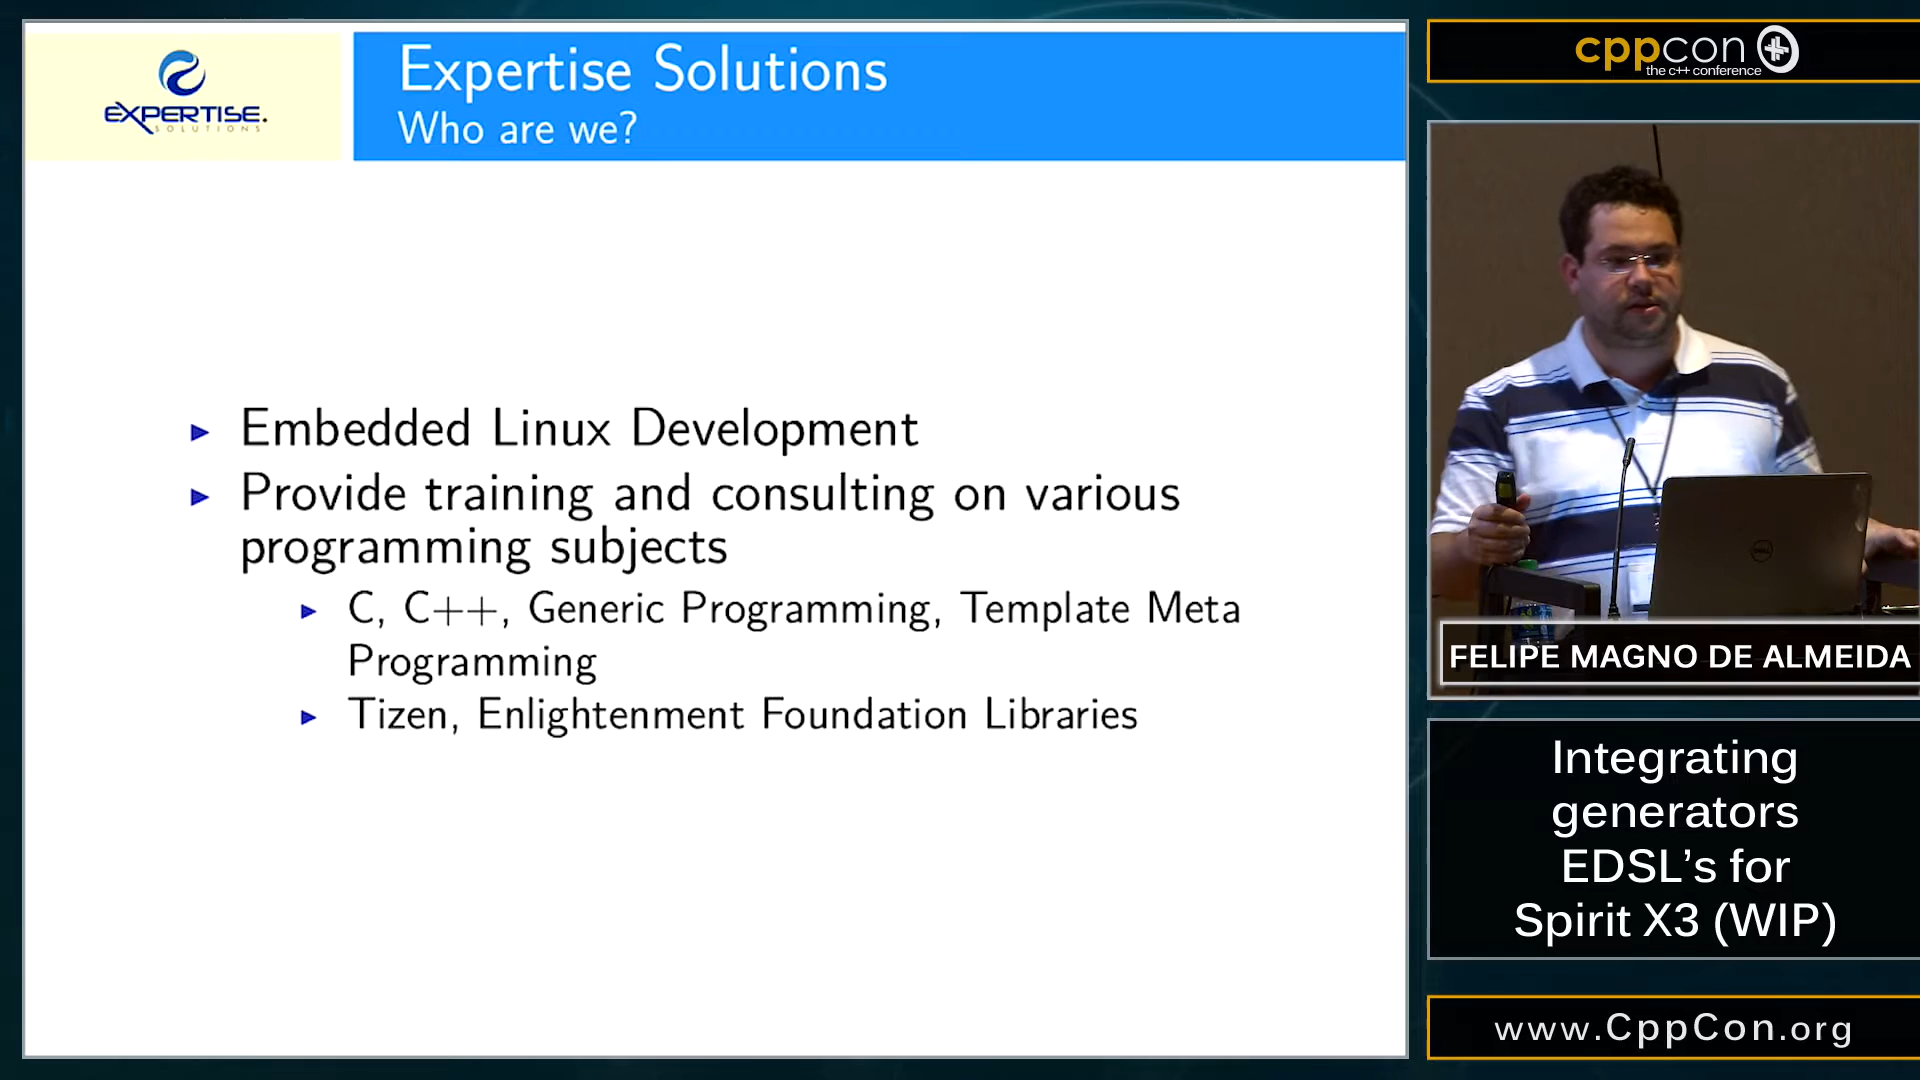 EXPERTISE.
SOLUTIONS
Expertise Solutions
Who are we?
Embedded Linux Development
Provide training and consulting on various
programming subjects
C, C++, Generic Programming, Template Meta
Programming
Tizen, Enlightenment Foundation Libraries
cppcon
the c++ conference
DELL
FELIPE MAGNO DE ALMEIDA
Integrating
generators
EDSL’s for
Spirit X3 (WIP)
www.CppCon.org